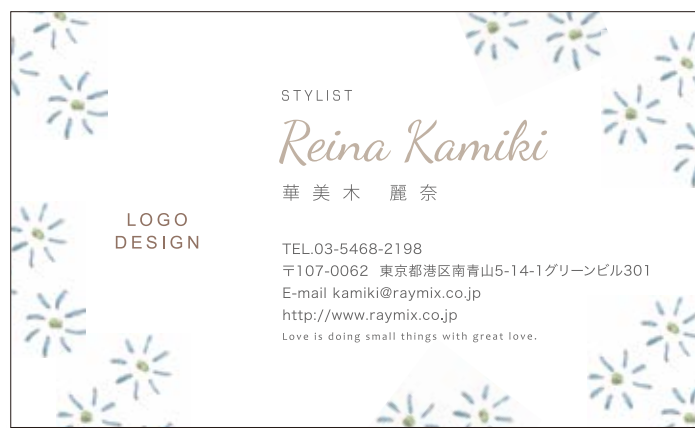 STYLIST
Reina Kamiki
華美木 麗奈
LOGO
DESIGN
TEL.03-5468-2198
〒107-0062 東京都港区南青山5-14-1グリーンビル301
E-mail kamiki@raymix.co.jp
http://www.raymix.co.jp
Love is doing small things with great love.